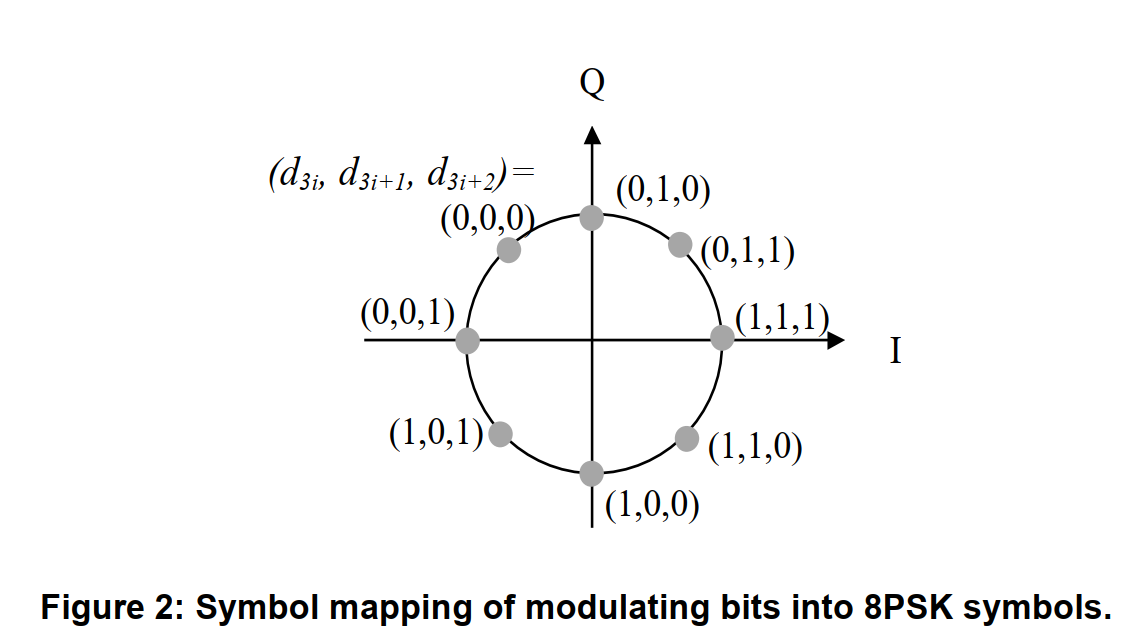 Q
(d3i, d3i+1, d3i+2)=
(0,1,0)
(0,0,0)
(0,1,1)
(0,0,1)
(1,1,1)
I
(1,0,1)
(1,1,0)
(1,0,0)
Figure 2: Symbol mapping of modulating bits into 8PSK symbols.